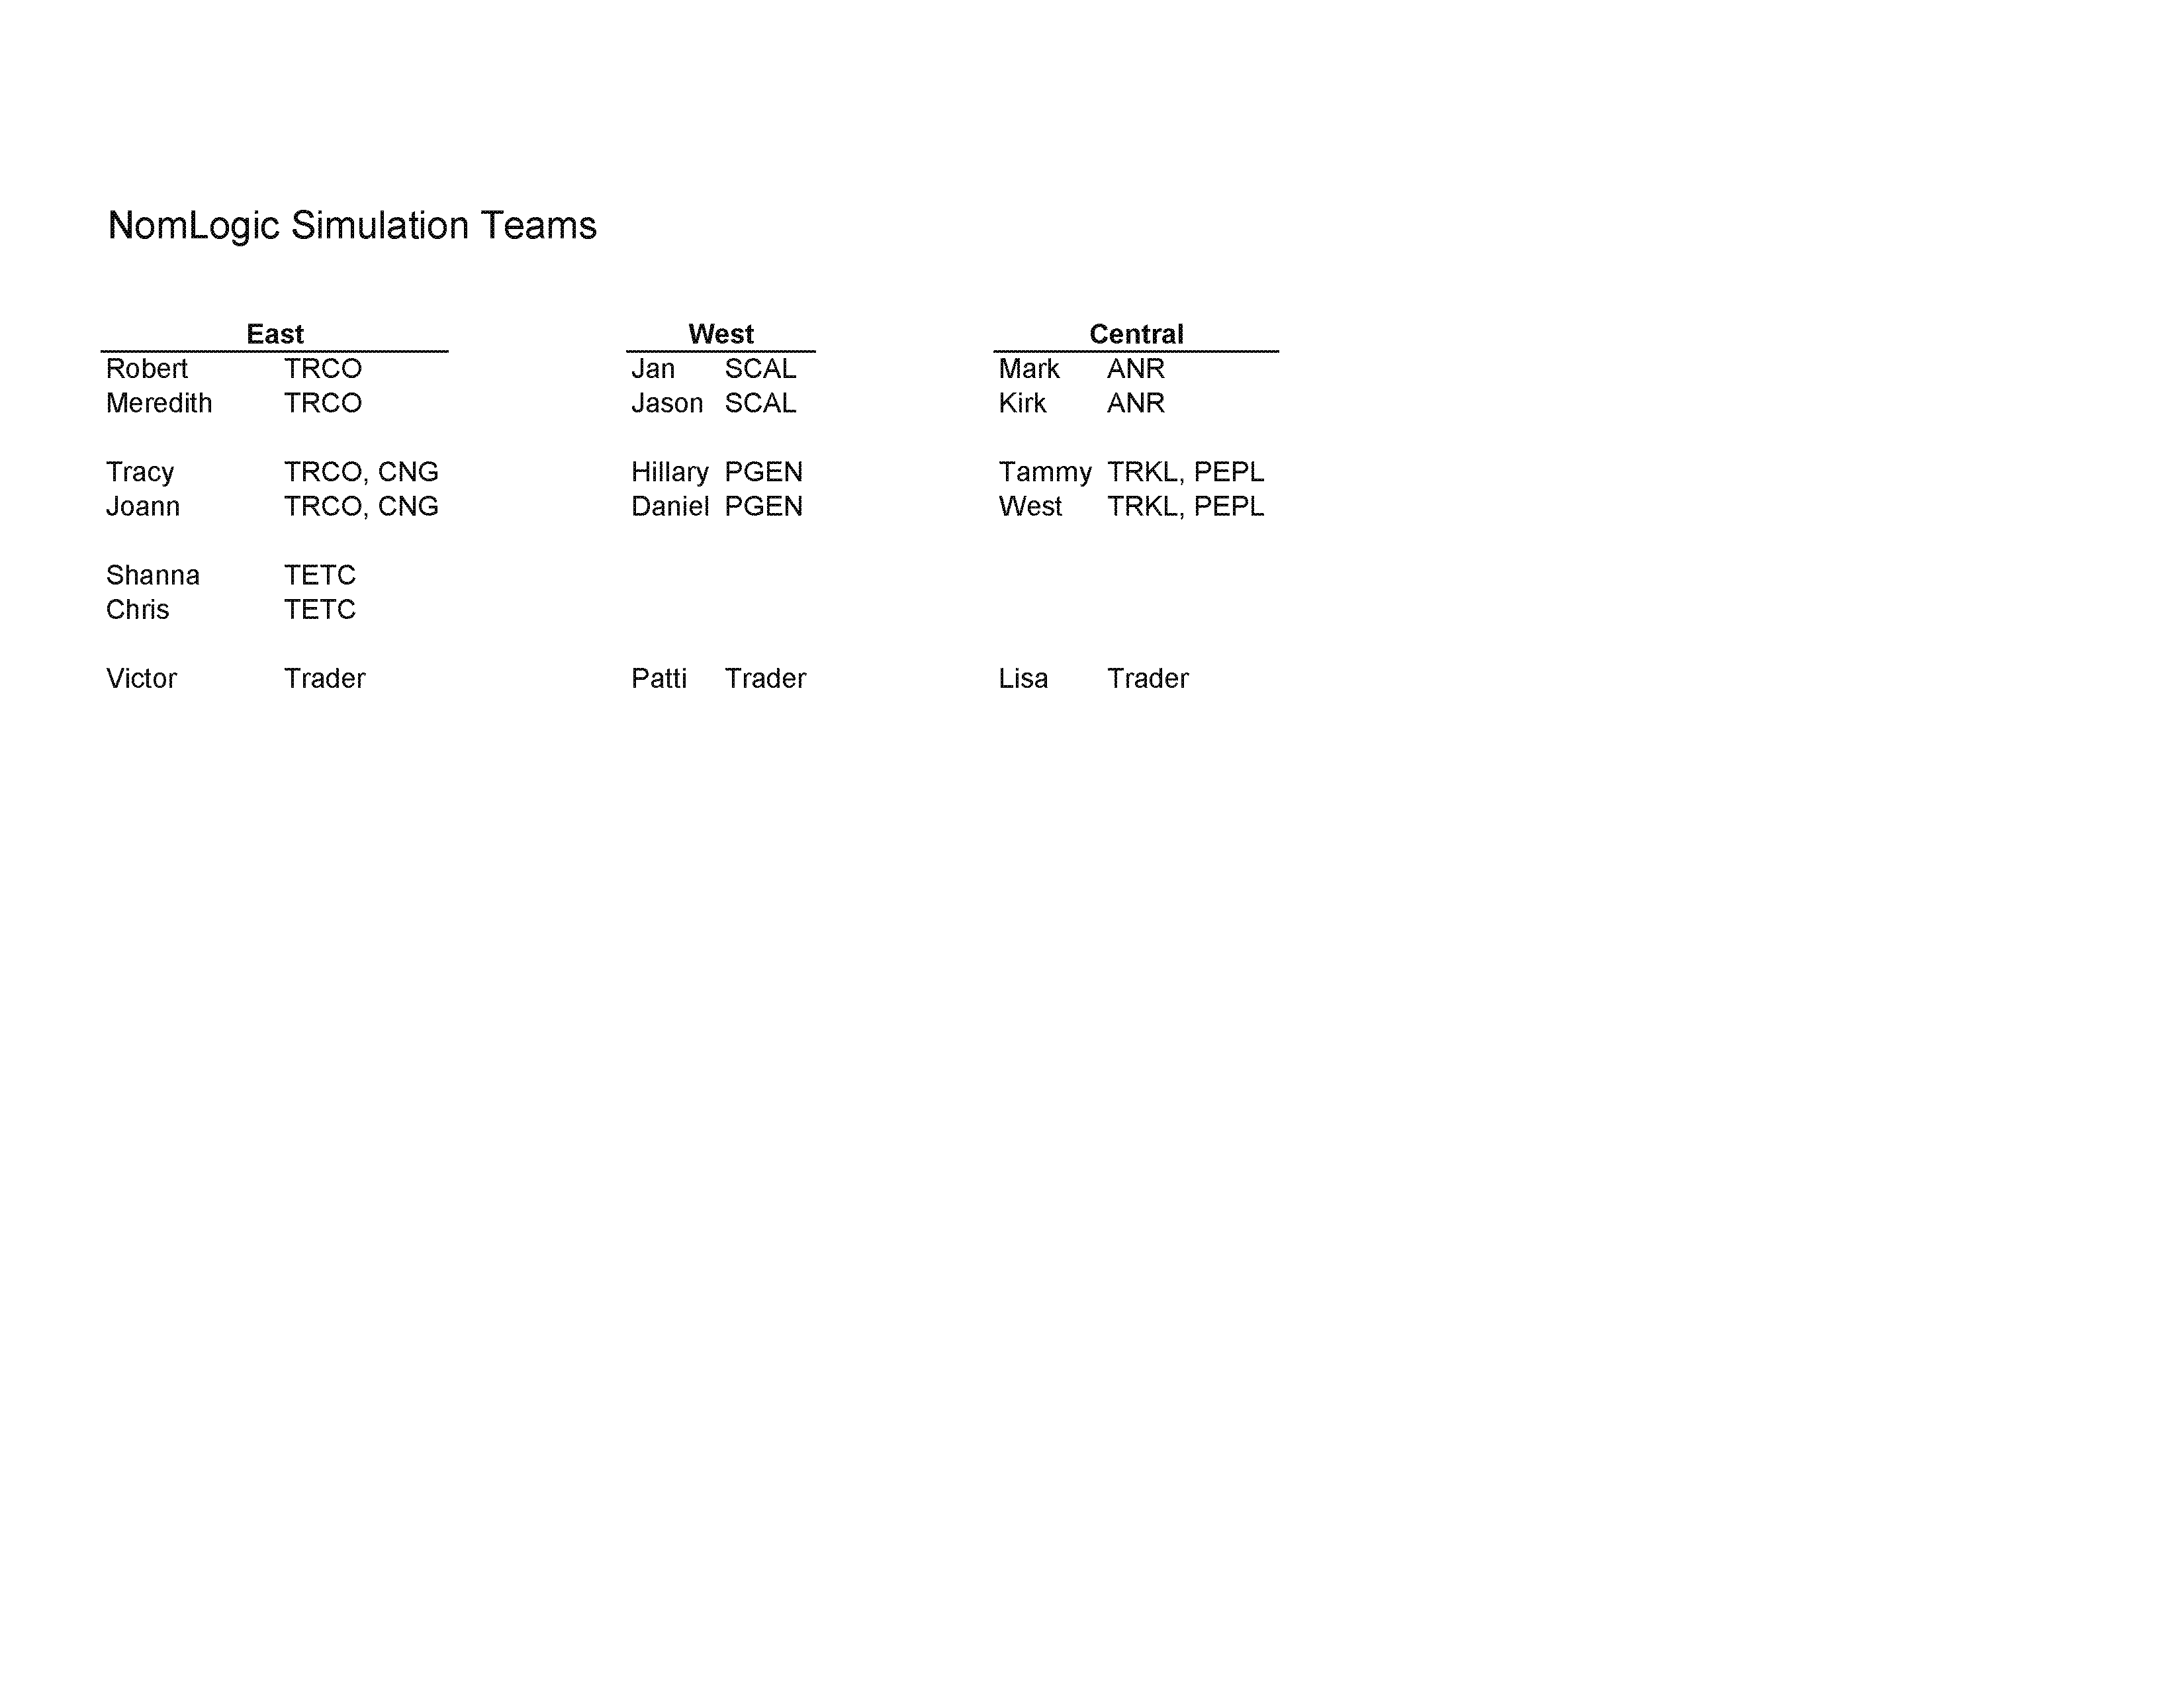 NomLogic Simulation Teams
East West Central
Robert TRCO Jan SCAL Mark ANR
Meredith TRCO Jason SCAL Kirk ANR
Tracy TRCO, CNG Hillary PGEN Tammy TRKL, PEPL
Joann TRCO, CNG Daniel PGEN West TRKL, PEPL
Shanna TETC
Chris TETC
Victor Trader Patti Trader Lisa Trader